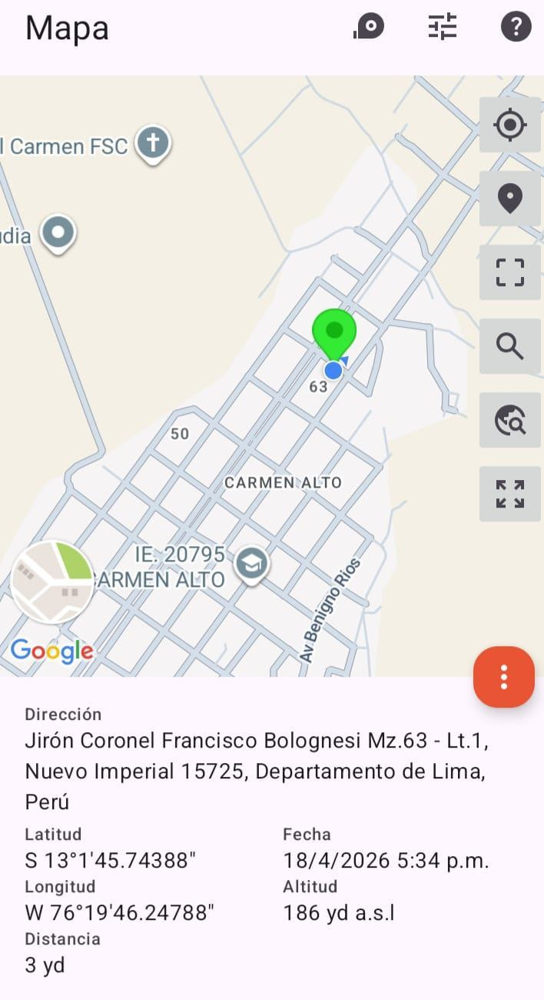 Mapa
l Carmen FSC
dia
63
50
CARMEN ALTO
IE. 20795
ARMEN ALTO
Av Benigno Rios
Google
Dirección
Jirón Coronel Francisco Bolognesi Mz.63 - Lt.1,
Nuevo Imperial 15725, Departamento de Lima,
Perú
Latitud
S 13°1'45.74388"
Fecha
18/4/2026 5:34 p.m.
Longitud
W 76°19'46.24788"
Altitud
186 yd a.s.l
Distancia
3 yd